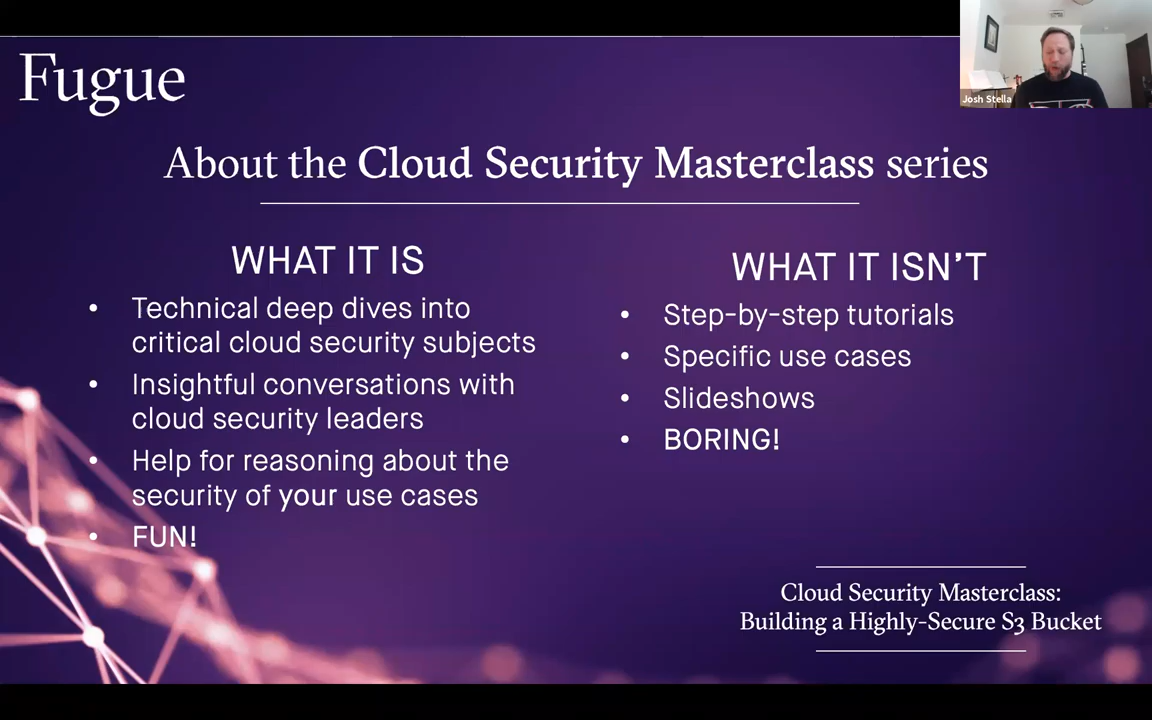 Fugue
Josh Stella
About the Cloud Security Masterclass series
WHAT IT IS
• Technical deep dives into
critical cloud security subjects
• Insightful conversations with
cloud security leaders
• Help for reasoning about the
security of your use cases
• FUN!
WHAT IT ISN’T
• Step-by-step tutorials
• Specific use cases
• Slideshows
• BORING!
Cloud Security Masterclass:
Building a Highly-Secure S3 Bucket